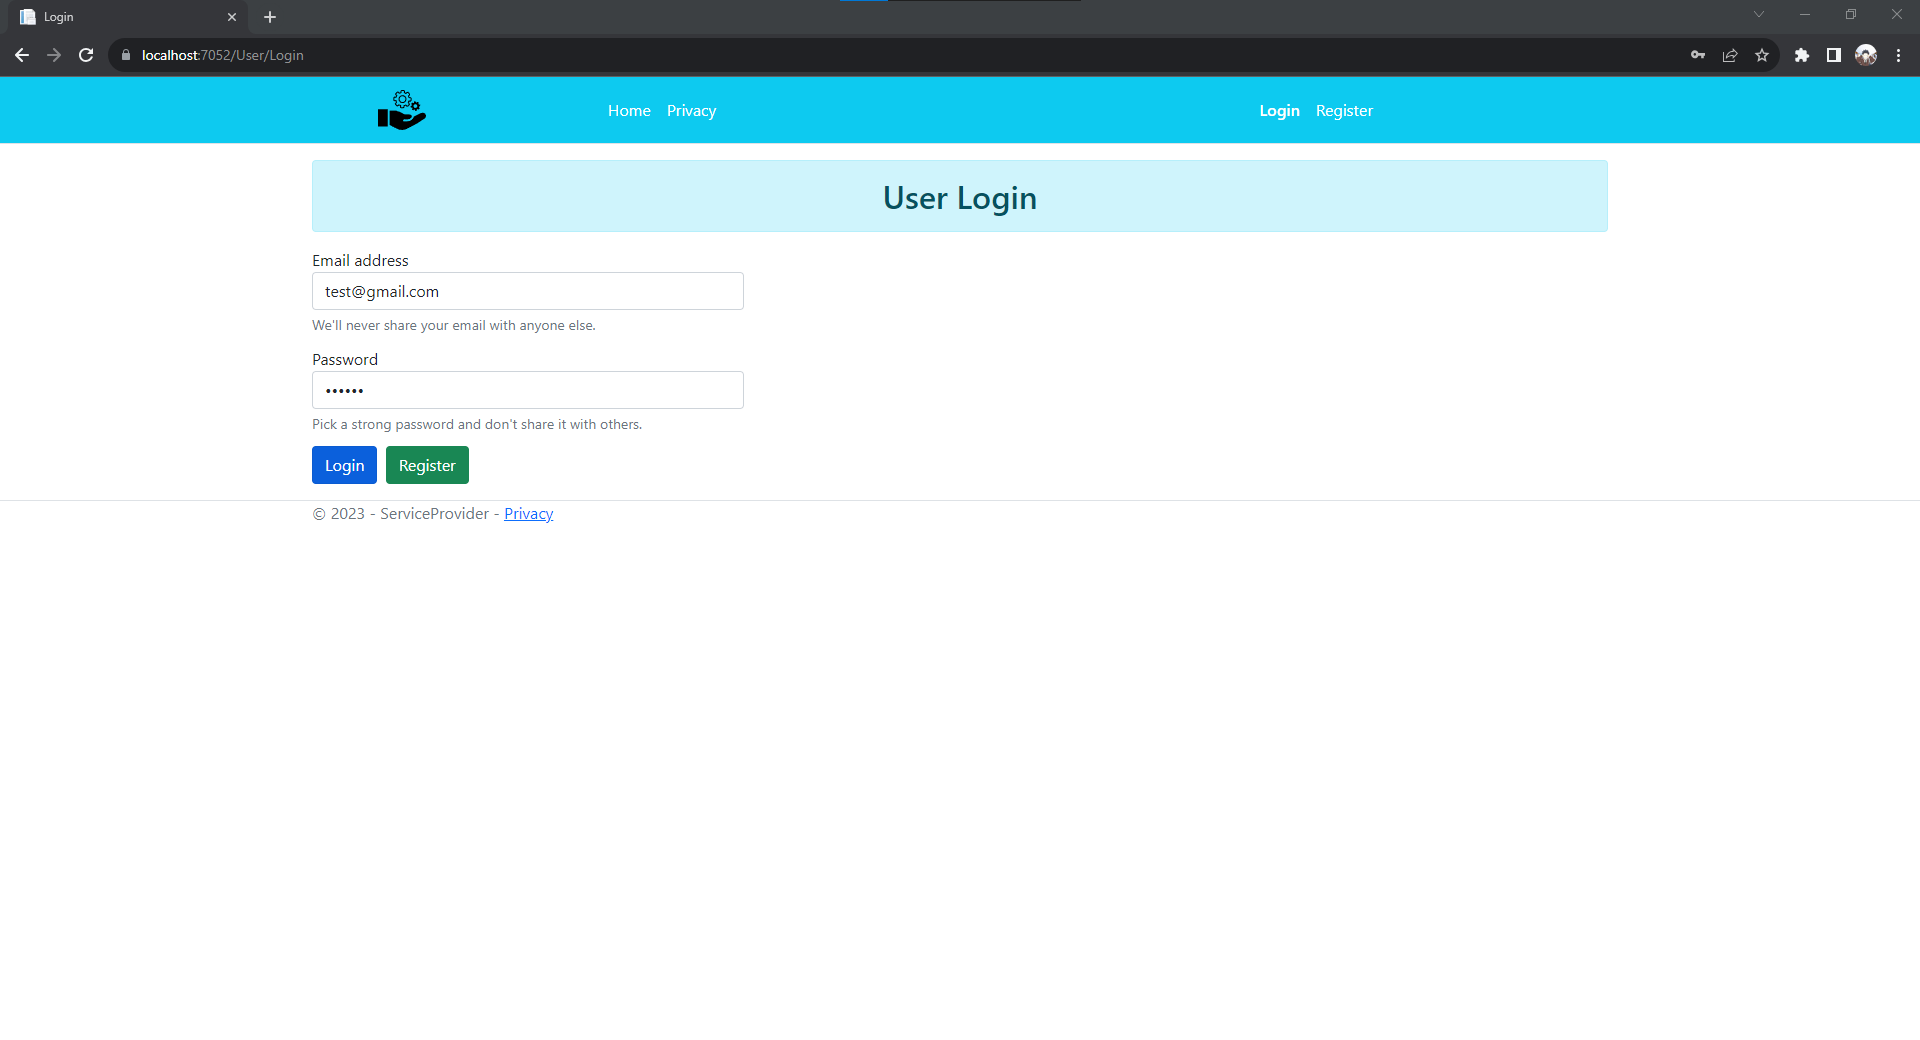 Login
localhost:7052/User/Login
Home Privacy Login Register
User Login
Email address
test@gmail.com
We'll never share your email with anyone else.
Password
••••••
Pick a strong password and don't share it with others.
Login Register
© 2023 - ServiceProvider - Privacy